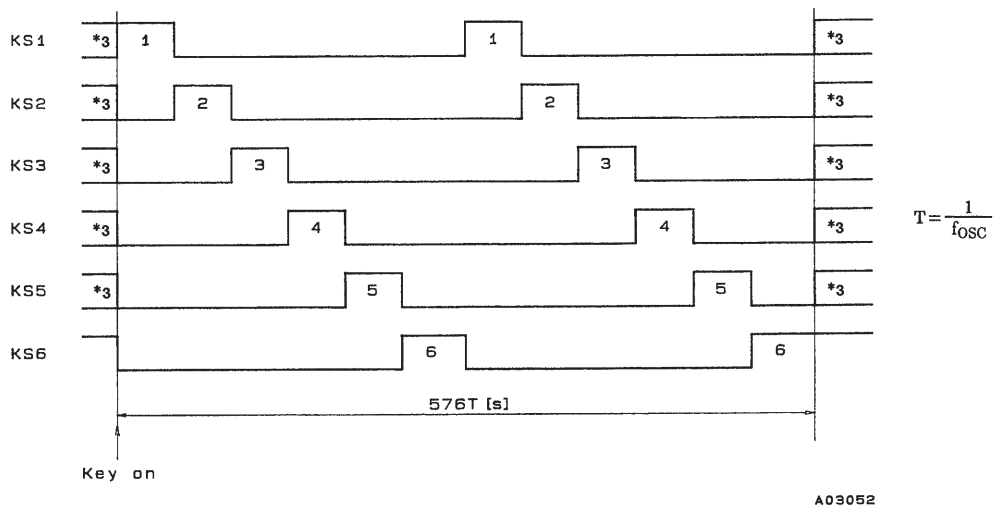 KS1 *3 1 1 *3
KS2 *3 2 2 *3
KS3 *3 3 3 *3
KS4 *3 4 4 *3
KS5 *3 5 5 *3
KS6 6 6
T=1/fOSC
576T [s]
Key on
A03052